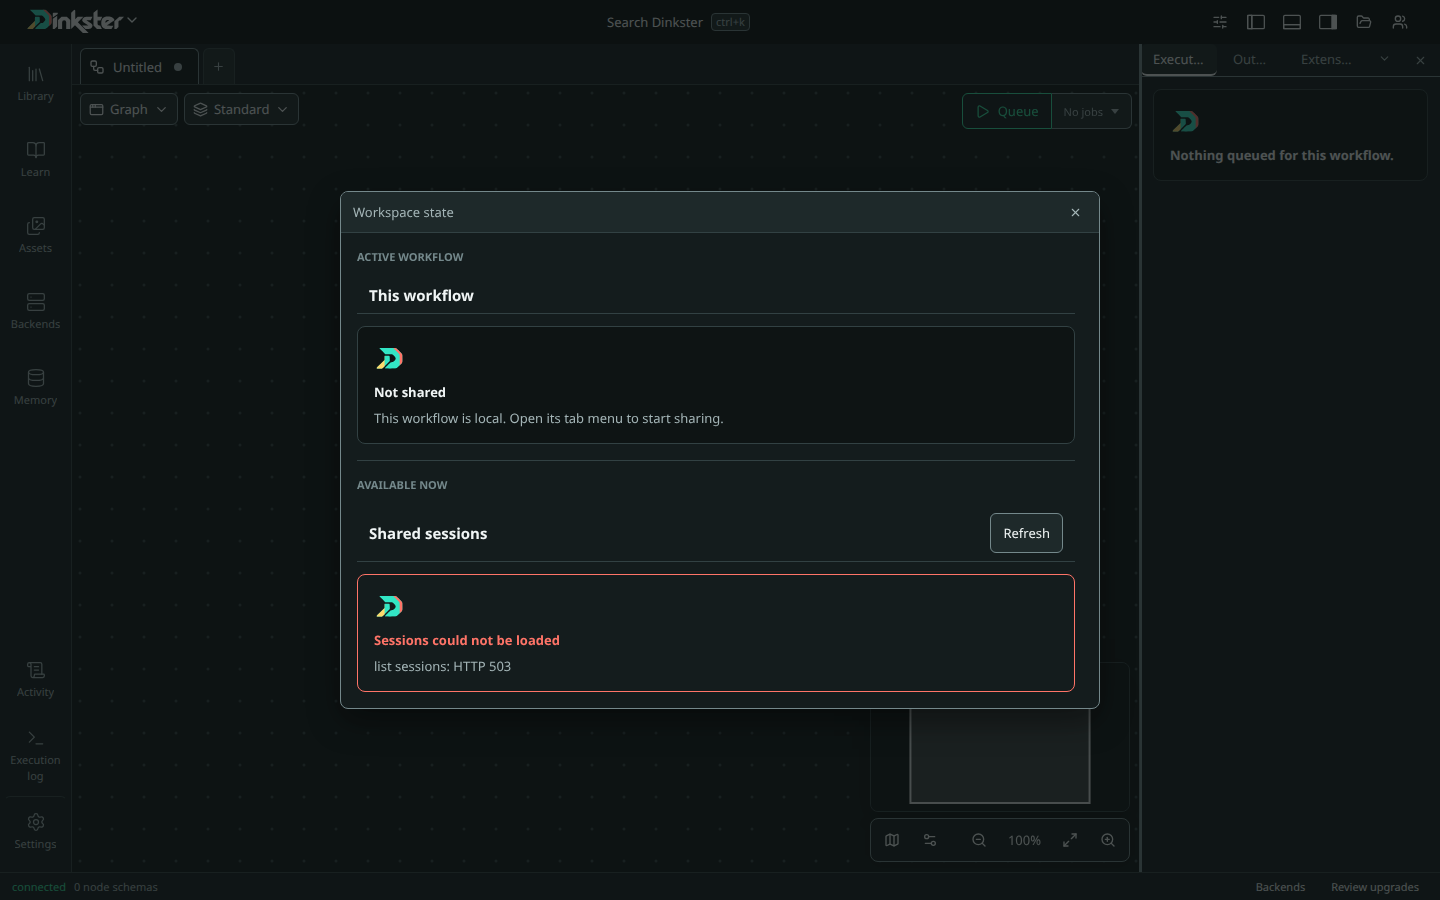 Dinkster
Search Dinkster ctrl+k
Untitled
+
Execut...
Out...
Extens...
Library
Learn
Assets
Backends
Memory
Activity
Execution
log
Settings
Graph
Standard
Queue
No jobs
Nothing queued for this workflow.
Workspace state
ACTIVE WORKFLOW
This workflow
Not shared
This workflow is local. Open its tab menu to start sharing.
AVAILABLE NOW
Shared sessions
Refresh
Sessions could not be loaded
list sessions: HTTP 503
100%
connected 0 node schemas
Backends
Review upgrades